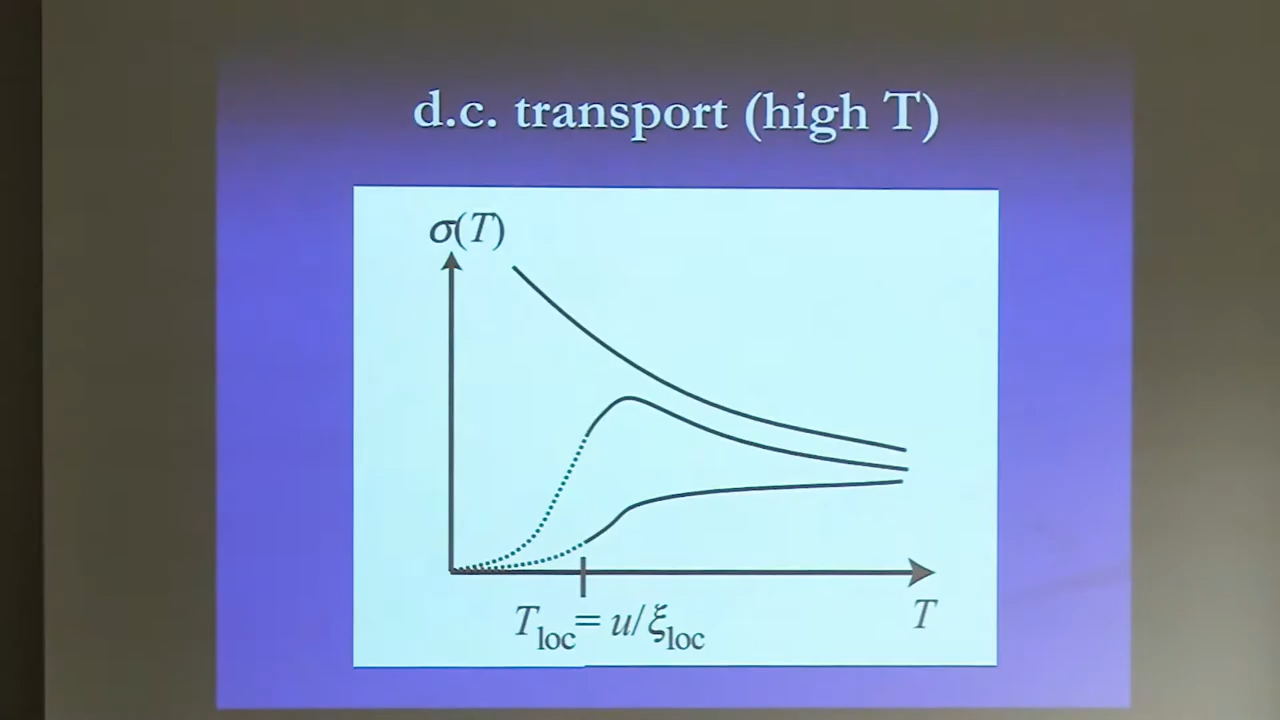 d.c. transport (high T)
σ(T)
T_loc = u/ξ_loc
T